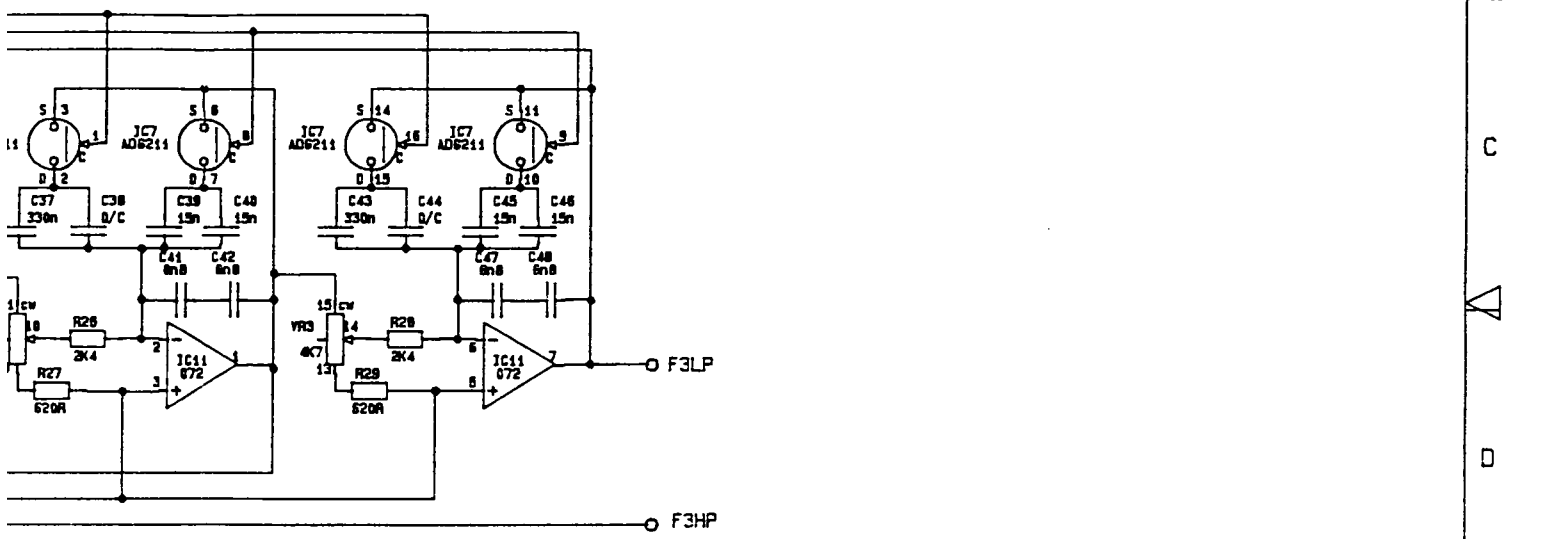 S 3 S 6 S 14 S 11
11 1 IC7 8 IC7 16 IC7 9
AD6211 AD6211 AD6211 C
C C C C
D 2 D 7 D 15 D 10
C37 C38 C39 C40 C43 C44 C45 C46
330n O/C 15n 15n 330n O/C 15n 15n
C41 C42 C47 C48
6n8 6n8 6n8 6n8
1 CW 15 CW
10 R26 VR3 14 R28
2K4 2 − IC11 1 4K7 2K4 6 − IC11 7 F3LP
072 13 072
R27 3 + R29 5 +
620R 620R
D
F3HP